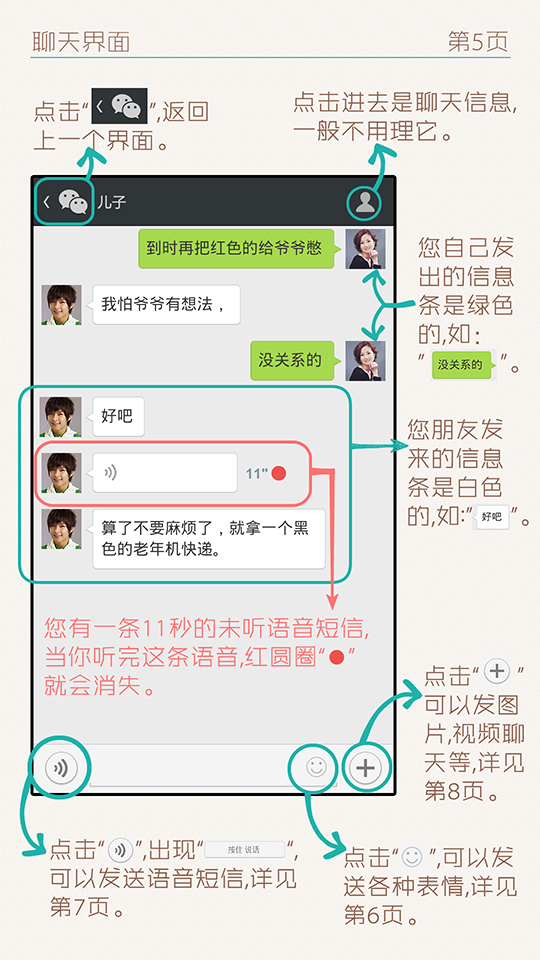 聊天界面
第5页
点击“ ”,返回
上一个界面。
点击进去是聊天信息,
一般不用理它。
儿子
到时再把红色的给爷爷憋
我怕爷爷有想法，
没关系的
好吧
11"
算了不要麻烦了，就拿一个黑
色的老年机快递。
您自己发
出的信息
条是绿色
的,如:
“ 没关系的 ”。
您朋友发
来的信息
条是白色
的,如:“ 好吧 ”。
您有一条11秒的未听语音短信,
当你听完这条语音,红圆圈“ ”
就会消失。
点击“ ”
可以发图
片,视频聊
天等,详见
第8页。
点击“ ”,出现“ 按住 说话 ”,
可以发送语音短信,详见
第7页。
点击“ ”,可以发
送各种表情,详见
第6页。